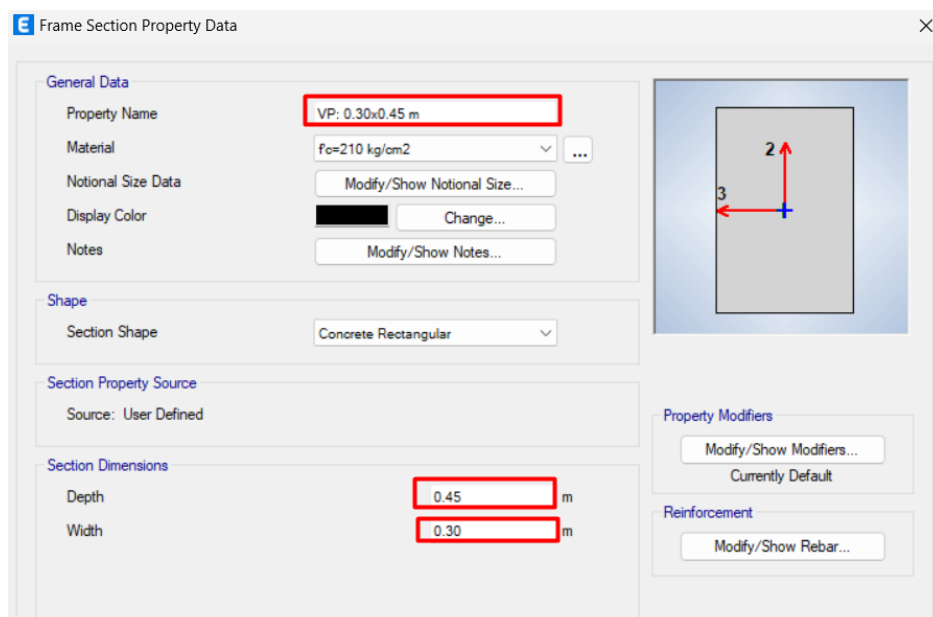 E Frame Section Property Data
General Data
Property Name VP: 0.30x0.45 m
Material f'c=210 kg/cm2 ...
Notional Size Data Modify/Show Notional Size...
Display Color Change...
Notes Modify/Show Notes...
Shape
Section Shape Concrete Rectangular
Section Property Source
Source: User Defined
Section Dimensions
Depth 0.45 m
Width 0.30 m
2
3
Property Modifiers
Modify/Show Modifiers...
Currently Default
Reinforcement
Modify/Show Rebar...